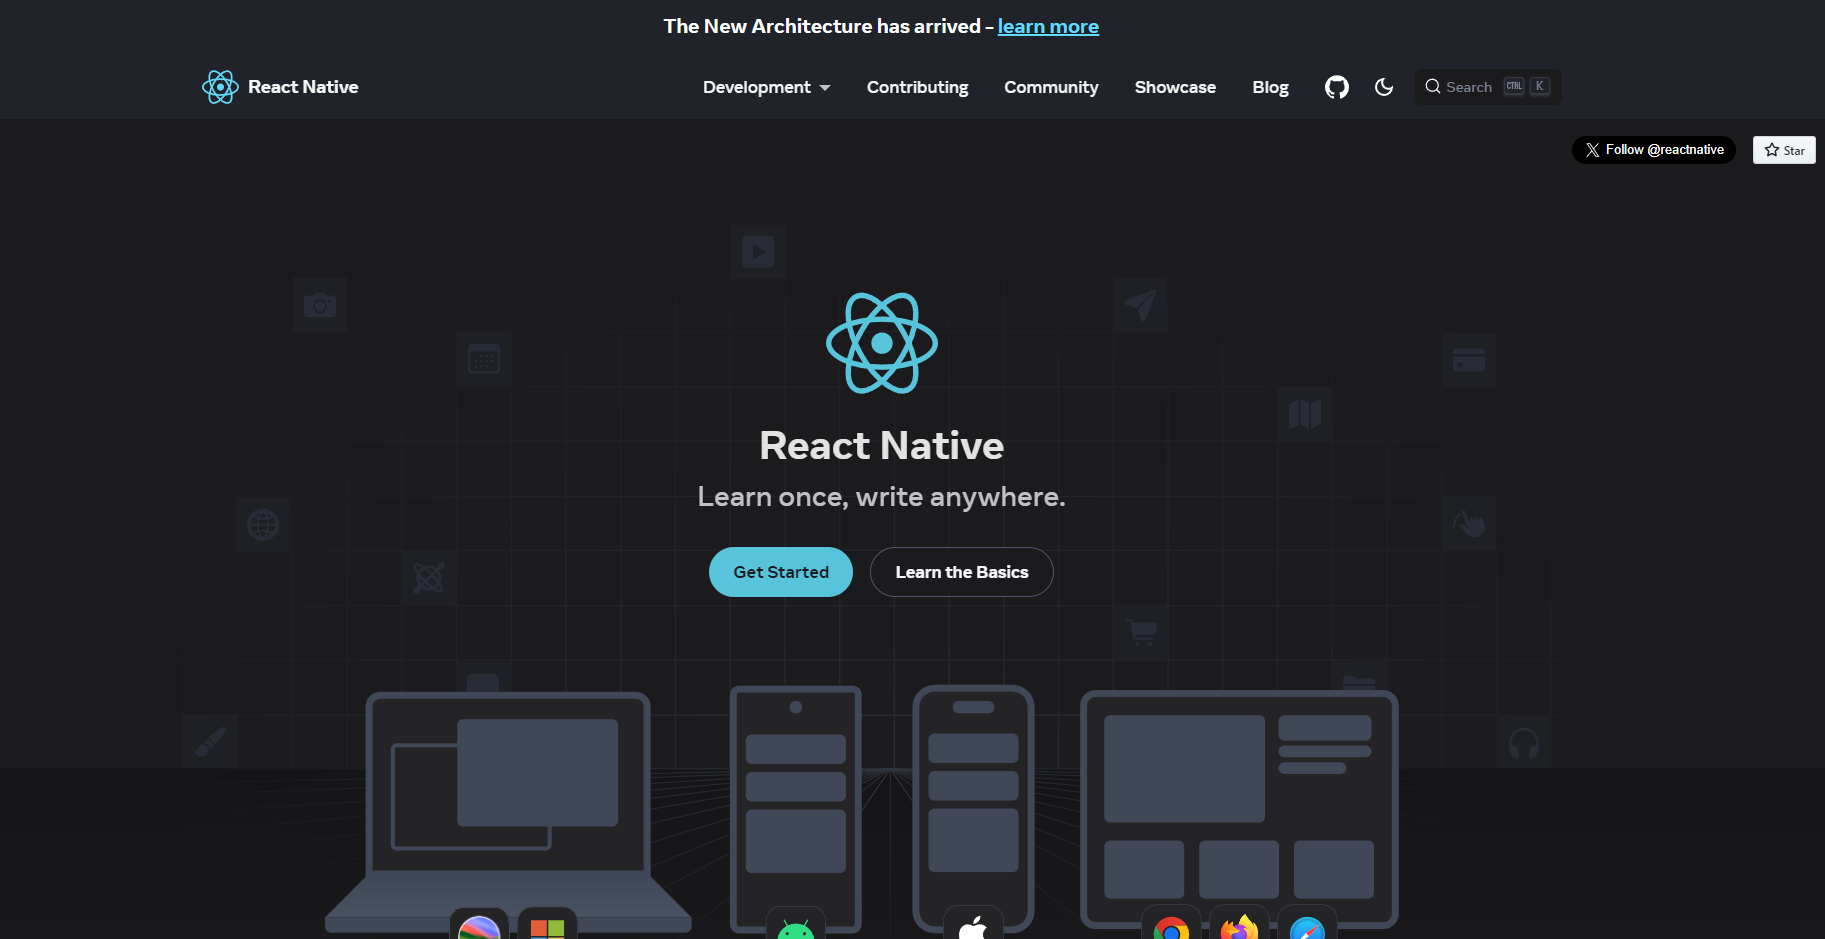 The New Architecture has arrived - learn more
React Native
Development
Contributing
Community
Showcase
Blog
Search CTRL K
Follow @reactnative
Star
React Native
Learn once, write anywhere.
Get Started
Learn the Basics